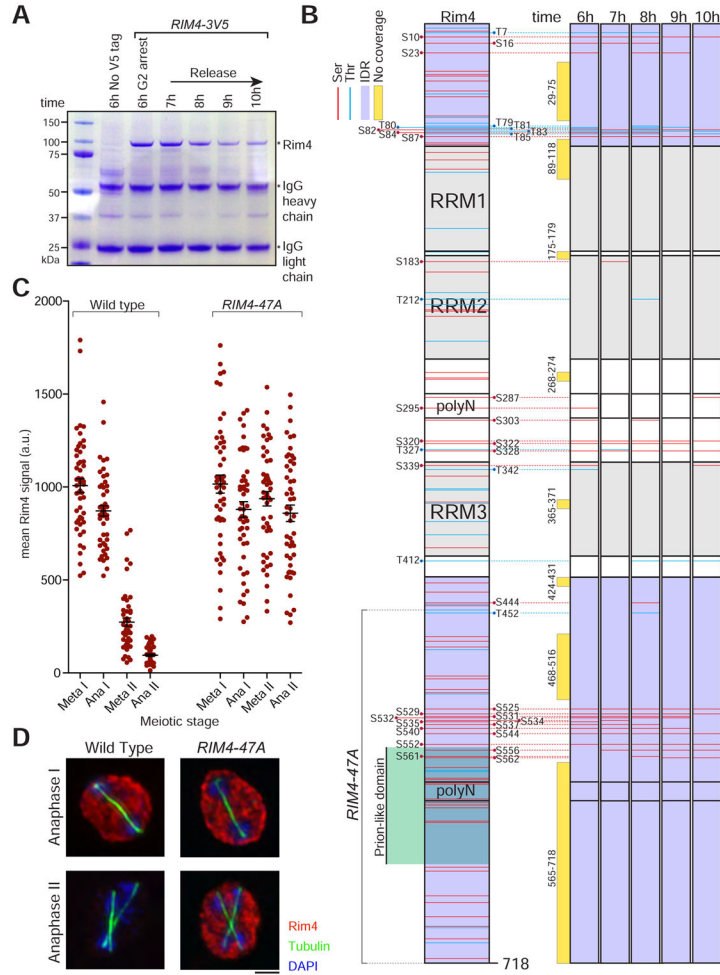 A
RIM4-3V5
6h No V5 tag
6h G2 arrest
Release
time
7h
8h
9h
10h
150
100
75
50
37
25
kDa
Rim4
IgG
heavy
chain
IgG
light
chain
B
Rim4
time
6h
7h
8h
9h
10h
Ser
Thr
IDR
No coverage
S10
S23
T7
S16
29-75
T80
S82
S84
S87
T79
T81
T83
T85
89-118
RRM1
175-179
S183
RRM2
T212
268-274
S287
polyN
S295
S303
S320
S322
T327
S328
S339
T342
RRM3
365-371
T412
424-431
S444
T452
468-516
S525
S529
S531
S532
S534
S535
S537
S540
S544
S552
S556
S561
S562
polyN
Prion-like domain
RIM4-47A
565-718
718
C
Wild type
RIM4-47A
mean Rim4 signal (a.u.)
2000
1500
1000
500
0
Meta I
Ana I
Meta II
Ana II
Meta I
Ana I
Meta II
Ana II
Meiotic stage
D
Wild Type
RIM4-47A
Anaphase I
Anaphase II
Rim4
Tubulin
DAPI